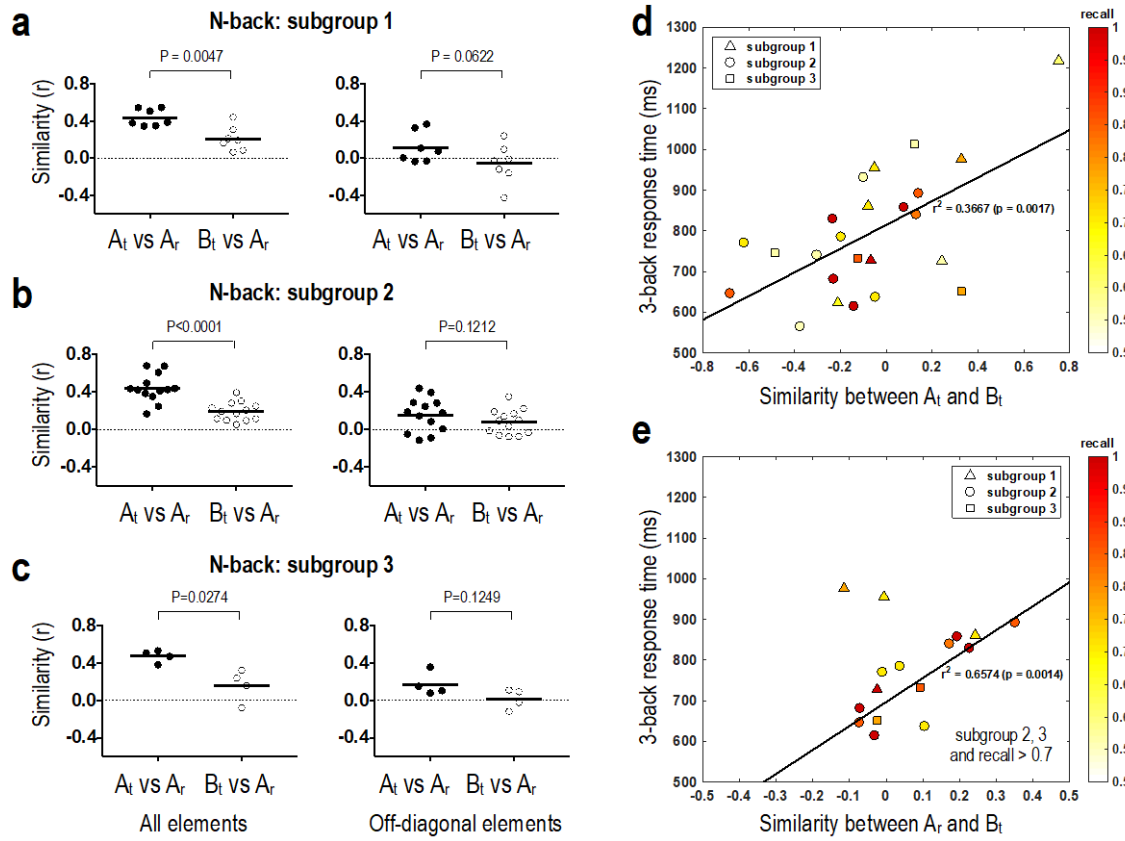 a
N-back: subgroup 1
P = 0.0047
P = 0.0622
Similarity (r)
0.8
0.4
0.0
-0.4
At vs Ar
Bt vs Ar
At vs Ar
Bt vs Ar
b
N-back: subgroup 2
P<0.0001
P=0.1212
Similarity (r)
0.8
0.4
0.0
-0.4
At vs Ar
Bt vs Ar
At vs Ar
Bt vs Ar
c
N-back: subgroup 3
P=0.0274
P=0.1249
Similarity (r)
0.8
0.4
0.0
-0.4
At vs Ar
Bt vs Ar
At vs Ar
Bt vs Ar
All elements
Off-diagonal elements
d
recall
3-back response time (ms)
1300
1200
1100
1000
900
800
700
600
500
subgroup 1
subgroup 2
subgroup 3
r2 = 0.3667 (p = 0.0017)
-0.8
-0.6
-0.4
-0.2
0
0.2
0.4
0.6
0.8
Similarity between At and Bt
1
e
recall
3-back response time (ms)
1300
1200
1100
1000
900
800
700
600
500
subgroup 1
subgroup 2
subgroup 3
r2 = 0.6574 (p = 0.0014)
subgroup 2, 3
and recall > 0.7
-0.5
-0.4
-0.3
-0.2
-0.1
0
0.1
0.2
0.3
0.4
0.5
Similarity between Ar and Bt
1